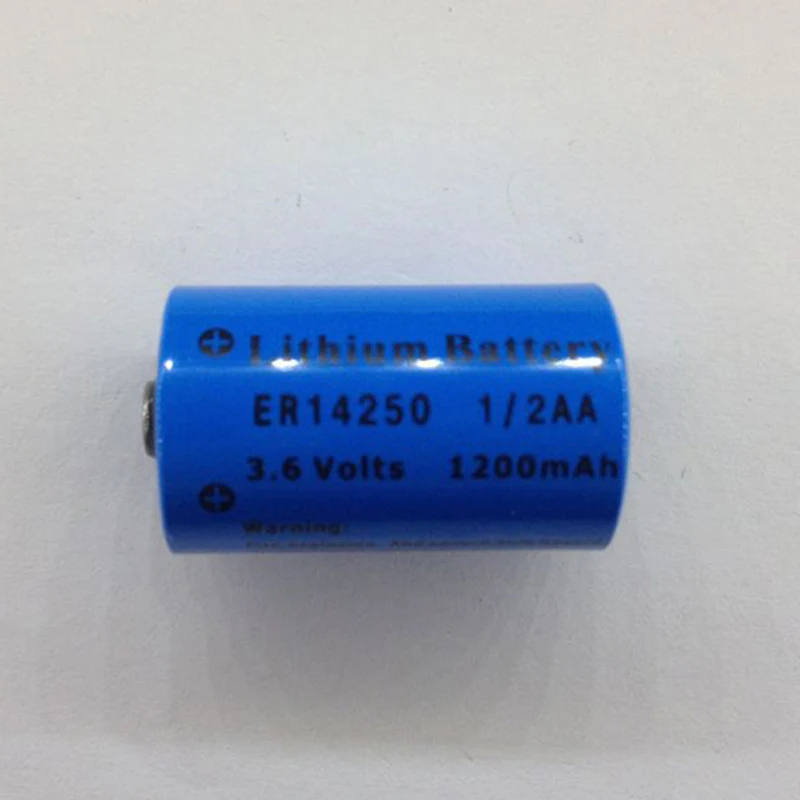 Lithium Battery
ER14250 1/2AA
3.6 Volts 1200mAh
Warning: